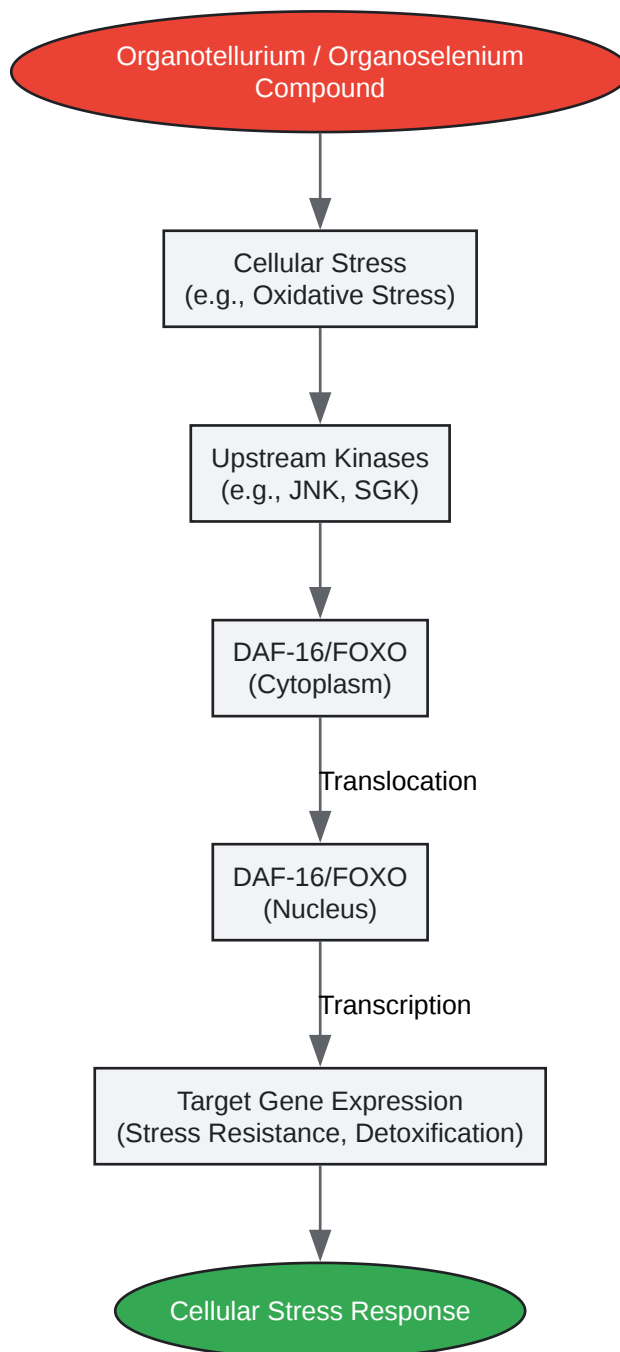 Organotellurium / Organoselenium
Compound
Cellular Stress
(e.g., Oxidative Stress)
Upstream Kinases
(e.g., JNK, SGK)
DAF-16/FOXO
(Cytoplasm)
Translocation
DAF-16/FOXO
(Nucleus)
Transcription
Target Gene Expression
(Stress Resistance, Detoxification)
Cellular Stress Response